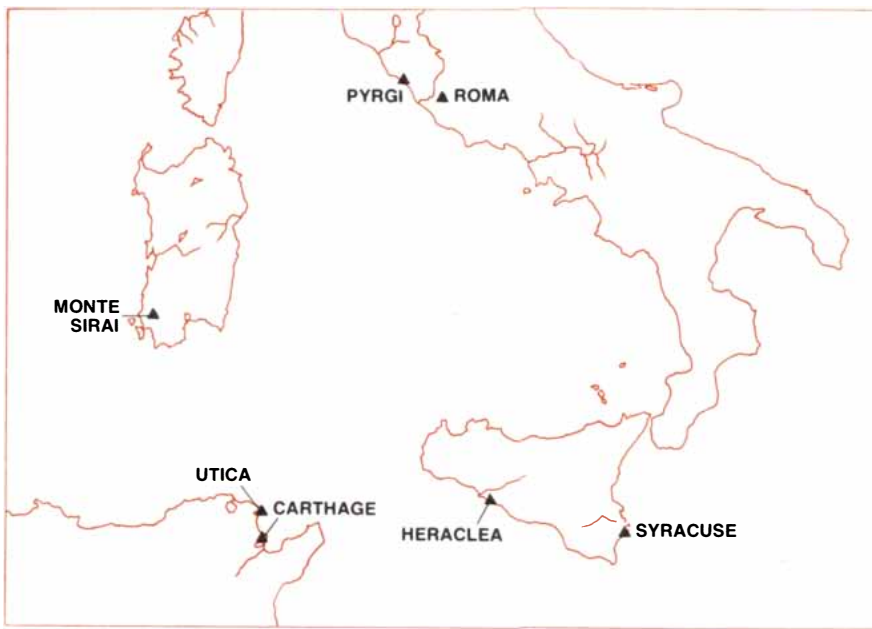 PYRGI
ROMA
MONTE
SIRAI
UTICA
CARTHAGE
HERACLEA
SYRACUSE